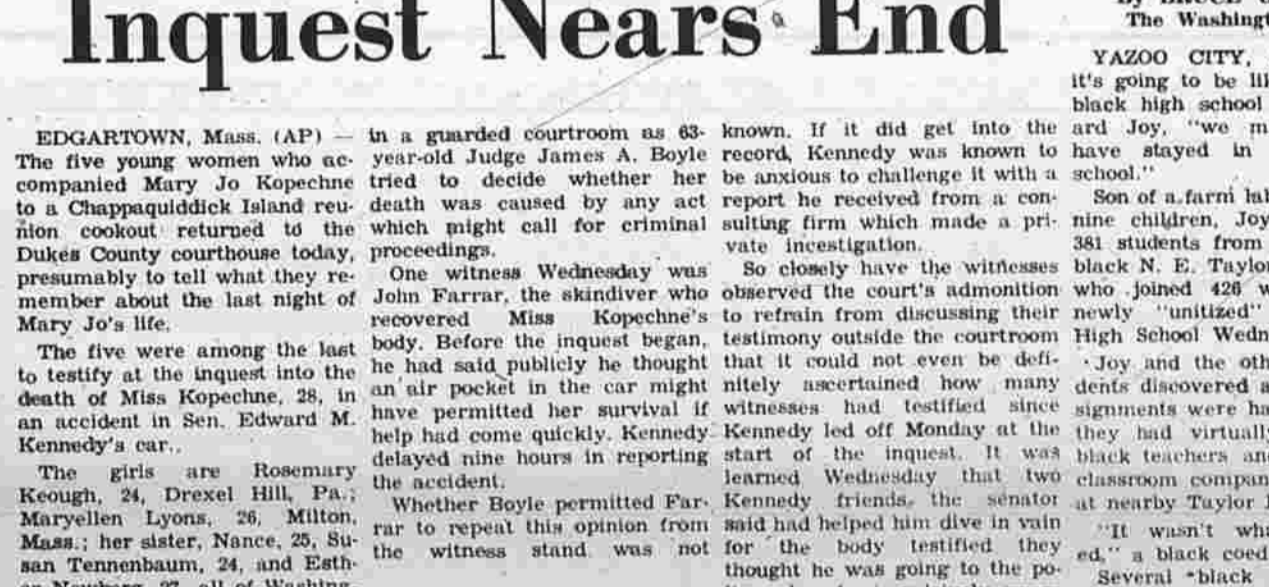 Inquest Nears End
EDGARTOWN, Mass. (AP) —
The five young women who ac-
companied Mary Jo Kopechne
to a Chappaquiddick Island reu-
nion cookout returned to the
Dukes County courthouse today,
presumably to tell what they re-
member about the last night of
Mary Jo's life.
The five were among the last
to testify at the inquest into the
death of Miss Kopechne, 28, in
an accident in Sen. Edward M.
Kennedy's car..
The girls are Rosemary
Keough, 24, Drexel Hill, Pa.;
Maryellen Lyons, 26, Milton,
Mass.; her sister, Nance, 25, Su-
san Tennenbaum, 24, and Esth-
er Newberg, 27, all of Washing-
in a guarded courtroom as 63-
year-old Judge James A. Boyle
tried to decide whether her
death was caused by any act
which might call for criminal
proceedings.
One witness Wednesday was
John Farrar, the skindiver who
recovered Miss Kopechne's
body. Before the inquest began,
he had said publicly he thought
an air pocket in the car might
have permitted her survival if
help had come quickly. Kennedy
delayed nine hours in reporting
the accident.
Whether Boyle permitted Far-
rar to repeat this opinion from
the witness stand was not
known. If it did get into the
record, Kennedy was known to
be anxious to challenge it with a
report he received from a con-
sulting firm which made a pri-
vate incestigation.
So closely have the witnesses
observed the court's admonition
to refrain from discussing their
testimony outside the courtroom
that it could not even be defi-
nitely ascertained how many
witnesses had testified since
Kennedy led off Monday at the
start of the inquest. It was
learned Wednesday that two
Kennedy friends, the senator
said had helped him dive in vain
for the body testified they
thought he was going to the po-
The Washingt
YAZOO CITY,
it's going to be lik
black high school
ard Joy, "we m
have stayed in
school."
Son of a farm lab
nine children, Joy
381 students from
black N. E. Taylor
who joined 426 w
newly "unitized"
High School Wedn
Joy and the oth
dents discovered a
signments were ha
they had virtually
black teachers and
classroom compan
at nearby Taylor
"It wasn't wha
ed," a black coed
Several black